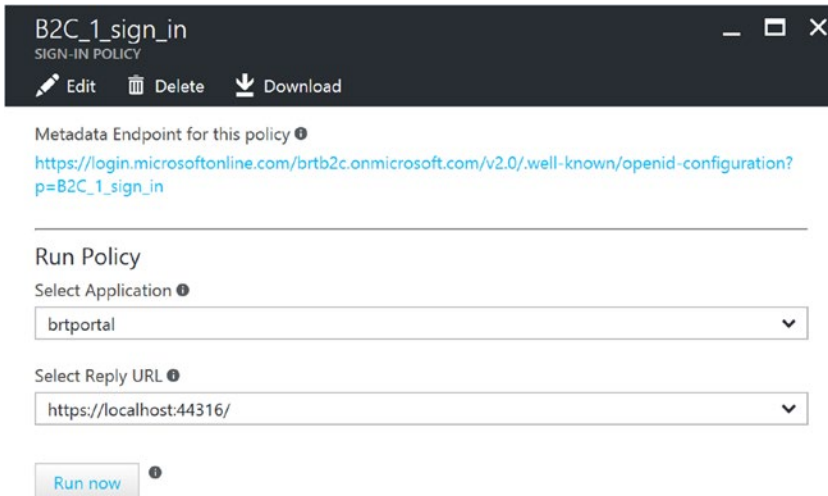 B2C_1_sign_in
SIGN-IN POLICY
Edit Delete Download
Metadata Endpoint for this policy
https://login.microsoftonline.com/brtb2c.onmicrosoft.com/v2.0/.well-known/openid-configuration?
p=B2C_1_sign_in
Run Policy
Select Application
brtportal
Select Reply URL
https://localhost:44316/
Run now